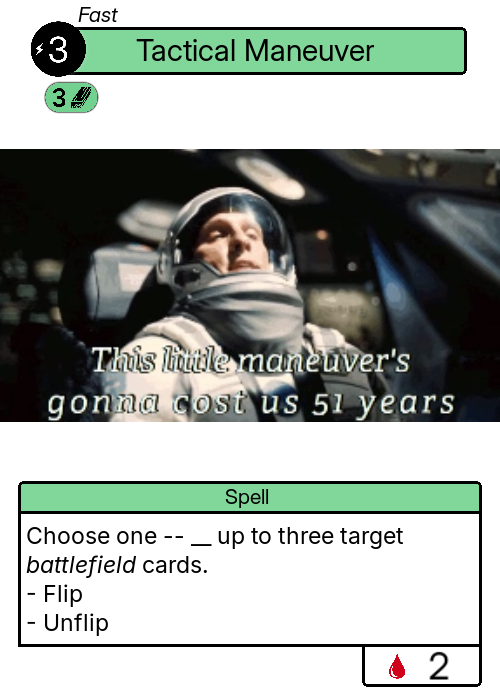 Fast
3
Tactical Maneuver
3
This little maneuver's
gonna cost us 51 years
Spell
Choose one -- __ up to three target
battlefield cards.
- Flip
- Unflip
2